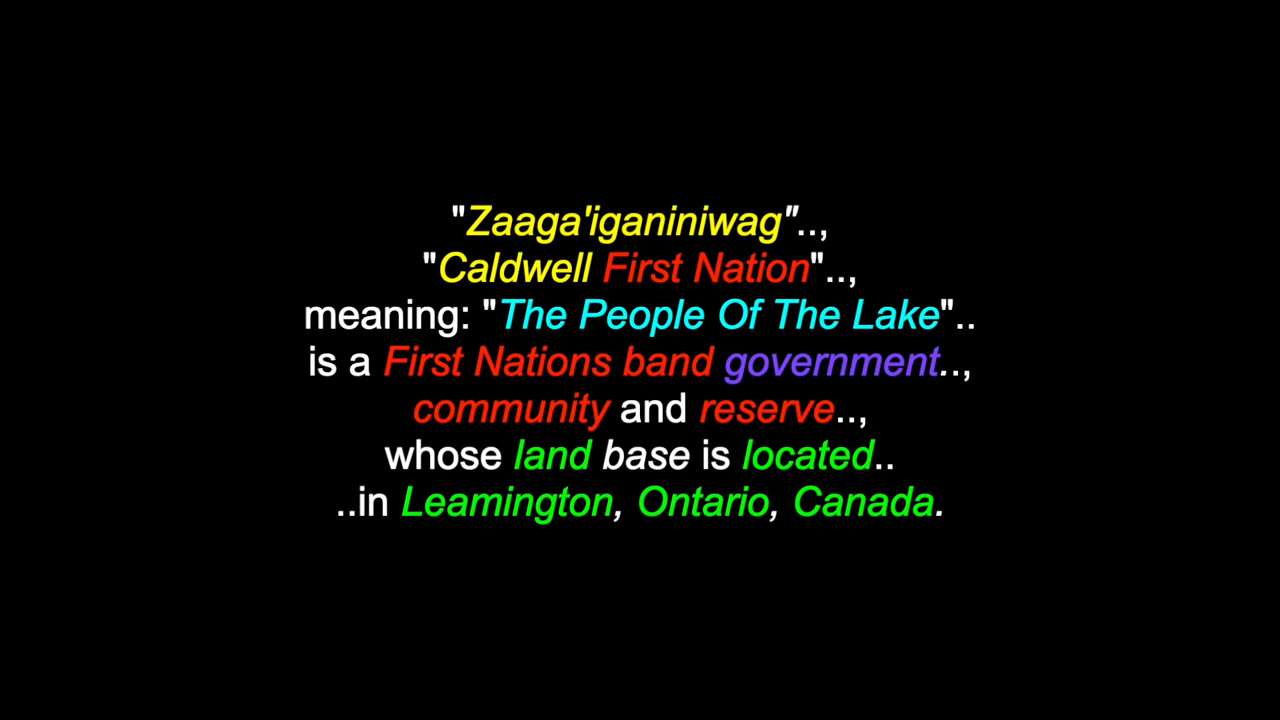 "Zaaga'iganiniwag"..,
"Caldwell First Nation"..,
meaning: "The People Of The Lake"..
is a First Nations band government..,
community and reserve..,
whose land base is located..
..in Leamington, Ontario, Canada.